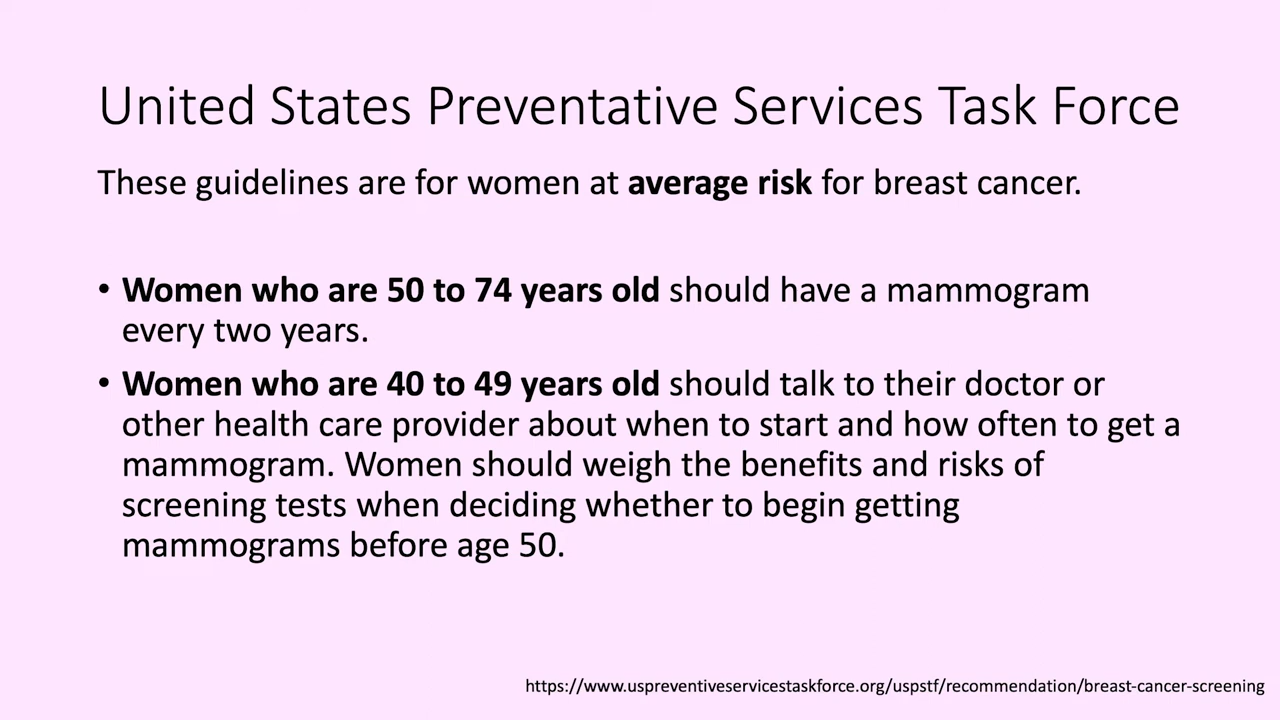 United States Preventative Services Task Force
These guidelines are for women at average risk for breast cancer.
• Women who are 50 to 74 years old should have a mammogram
every two years.
• Women who are 40 to 49 years old should talk to their doctor or
other health care provider about when to start and how often to get a
mammogram. Women should weigh the benefits and risks of
screening tests when deciding whether to begin getting
mammograms before age 50.
https://www.uspreventiveservicestaskforce.org/uspstf/recommendation/breast-cancer-screening